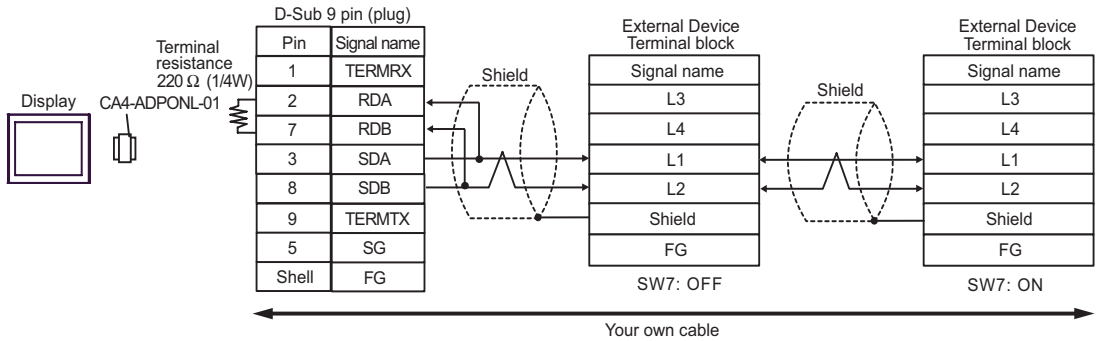 D-Sub 9 pin (plug)
Pin Signal name
1 TERMRX
2 RDA
7 RDB
3 SDA
8 SDB
9 TERMTX
5 SG
Shell FG
Terminal
resistance
220 Ω (1/4W)
Display
CA4-ADPONL-01
Shield
External Device
Terminal block
Signal name
L3
L4
L1
L2
Shield
FG
SW7: OFF
Shield
External Device
Terminal block
Signal name
L3
L4
L1
L2
Shield
FG
SW7: ON
Your own cable